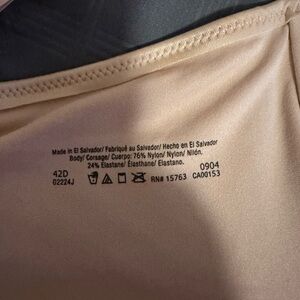 Made in El Salvador/ Fabriqué au Salvador/ Hecho en El Salvador
Body/ Corsage/ Cuerpo: 76% Nylon/ Nylon/ Nilón.
24% Elastane/ Élasthane/ Elastano.
42D 0904
G2224J RN# 15763 CA00153